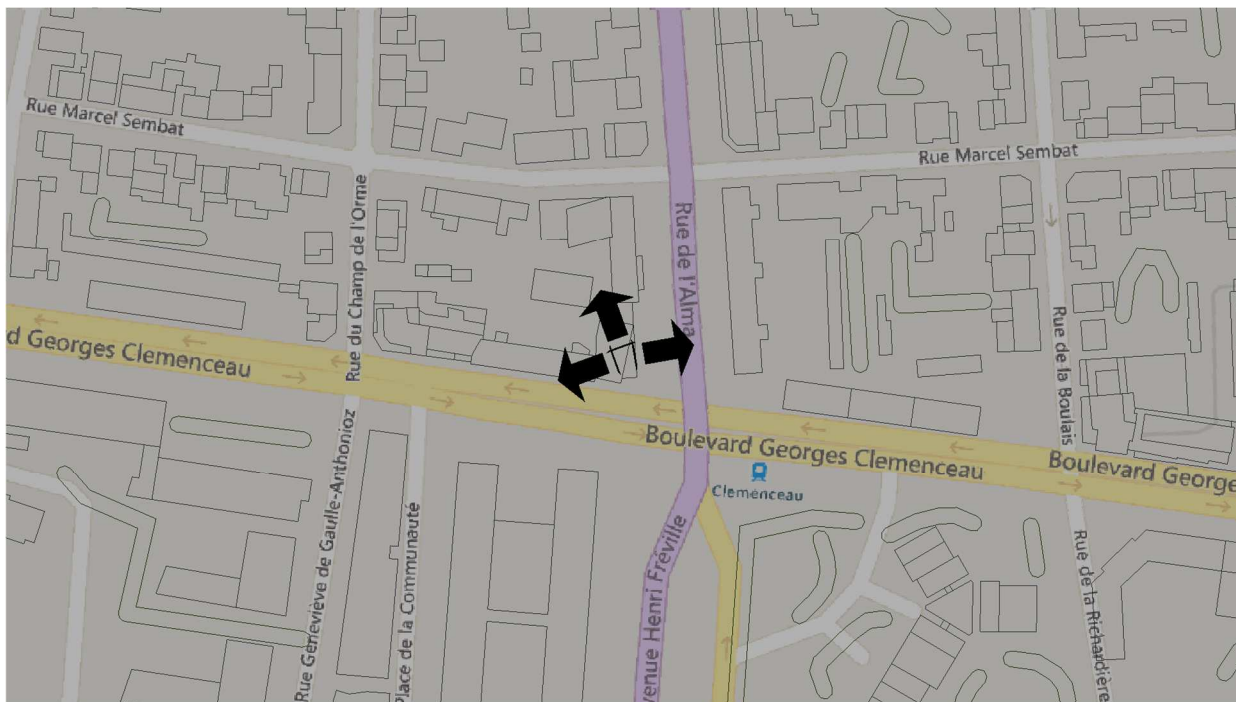 Rue Marcel Sembat
Rue Marcel Sembat
Rue du Champ de l'Orme
Rue de l'Alma
d Georges Clemenceau
Rue de la Boulais
Boulevard Georges Clemenceau
Boulevard George
Clemenceau
Rue Geneviève de Gaulle-Anthonioz
Place de la Communauté
venue Henri Fréville
Rue de la Richardière